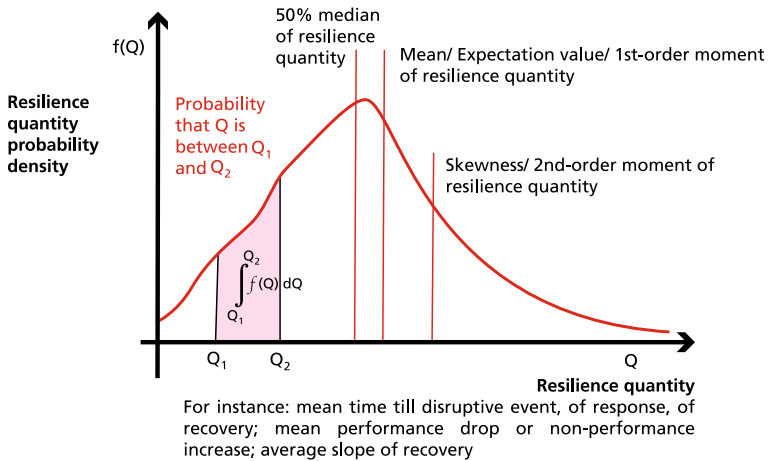 f(Q)
50% median
of resilience
quantity
Mean/ Expectation value/ 1st-order moment
of resilience quantity
Resilience
quantity
probability
density
Probability
that Q is
between Q₁
and Q₂
Skewness/ 2nd-order moment of
resilience quantity
Q₂
∫ f(Q) dQ
Q₁
Q₁
Q₂
Q
Resilience quantity
For instance: mean time till disruptive event, of response, of
recovery; mean performance drop or non-performance
increase; average slope of recovery